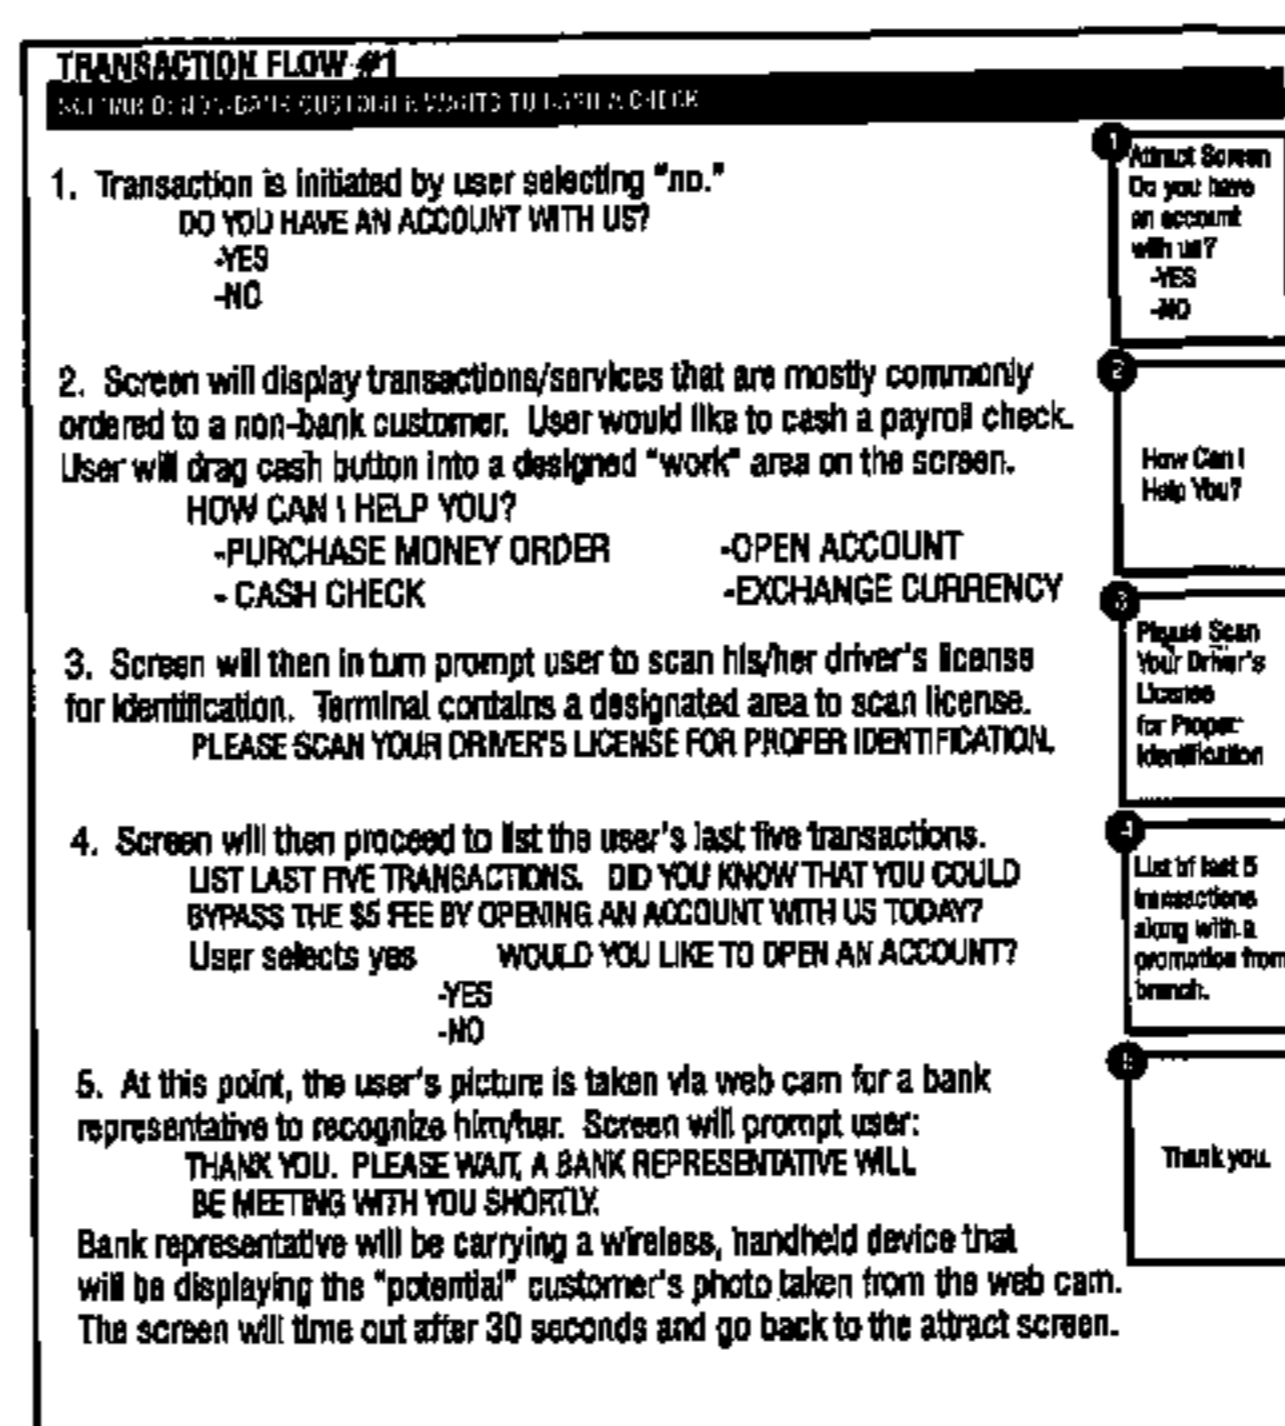 TRANSACTION FLOW #1
NON-BANK CUSTOMER WANTS TO CASH A CHECK
1. Transaction is initiated by user selecting "no."
DO YOU HAVE AN ACCOUNT WITH US?
-YES
-NO
2. Screen will display transactions/services that are mostly commonly
ordered to a non-bank customer. User would like to cash a payroll check.
User will drag cash button into a designed "work" area on the screen.
HOW CAN I HELP YOU?
-PURCHASE MONEY ORDER -OPEN ACCOUNT
- CASH CHECK -EXCHANGE CURRENCY
3. Screen will then in turn prompt user to scan his/her driver's license
for identification. Terminal contains a designated area to scan license.
PLEASE SCAN YOUR DRIVER'S LICENSE FOR PROPER IDENTIFICATION.
4. Screen will then proceed to list the user's last five transactions.
LIST LAST FIVE TRANSACTIONS. DID YOU KNOW THAT YOU COULD
BYPASS THE $5 FEE BY OPENING AN ACCOUNT WITH US TODAY?
User selects yes WOULD YOU LIKE TO OPEN AN ACCOUNT?
-YES
-NO
5. At this point, the user's picture is taken via web cam for a bank
representative to recognize him/her. Screen will prompt user:
THANK YOU. PLEASE WAIT, A BANK REPRESENTATIVE WILL
BE MEETING WITH YOU SHORTLY.
Bank representative will be carrying a wireless, handheld device that
will be displaying the "potential" customer's photo taken from the web cam.
The screen will time out after 30 seconds and go back to the attract screen.
1
Attract Screen
Do you have
an account
with us?
-YES
-NO
2
How Can I
Help You?
3
Please Scan
Your Driver's
License
for Proper
Identification
4
List of last 5
transactions
along with a
promotion from
branch.
5
Thank you.